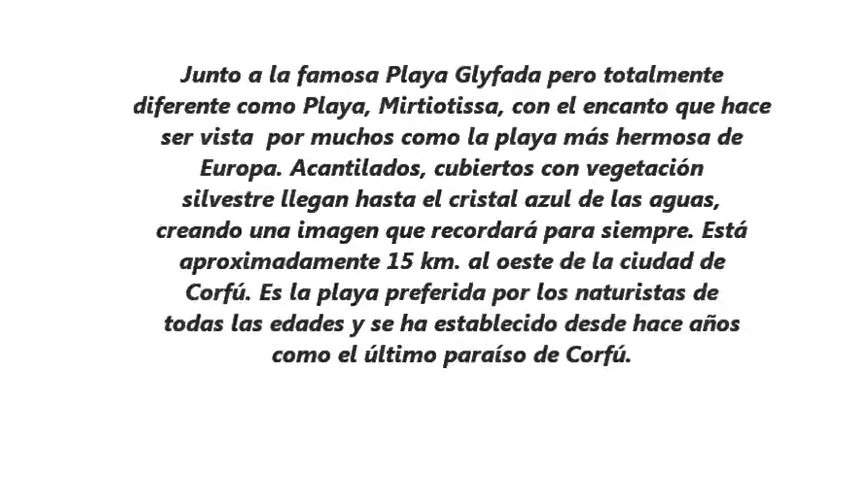 Junto a la famosa Playa Glyfada pero totalmente
diferente como Playa, Mirtiotissa, con el encanto que hace
ser vista  por muchos como la playa más hermosa de
Europa. Acantilados, cubiertos con vegetación
silvestre llegan hasta el cristal azul de las aguas,
creando una imagen que recordará para siempre. Está
aproximadamente 15 km. al oeste de la ciudad de
Corfú. Es la playa preferida por los naturistas de
todas las edades y se ha establecido desde hace años
como el último paraíso de Corfú.